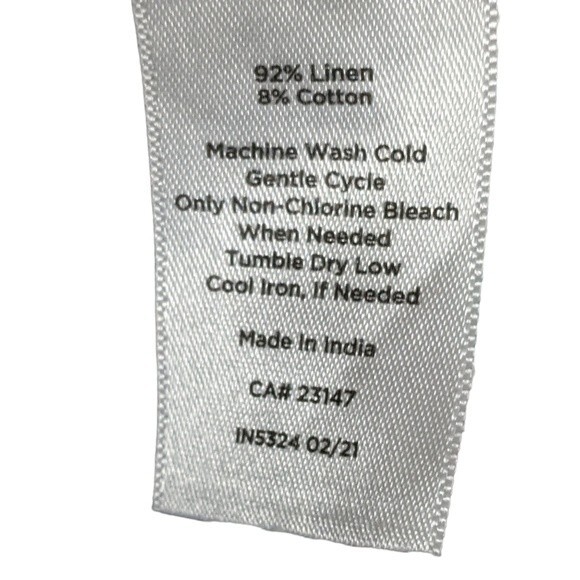 92% Linen
8% Cotton
Machine Wash Cold
Gentle Cycle
Only Non-Chlorine Bleach
When Needed
Tumble Dry Low
Cool Iron, If Needed
Made In India
CA# 23147
IN5324 02/21